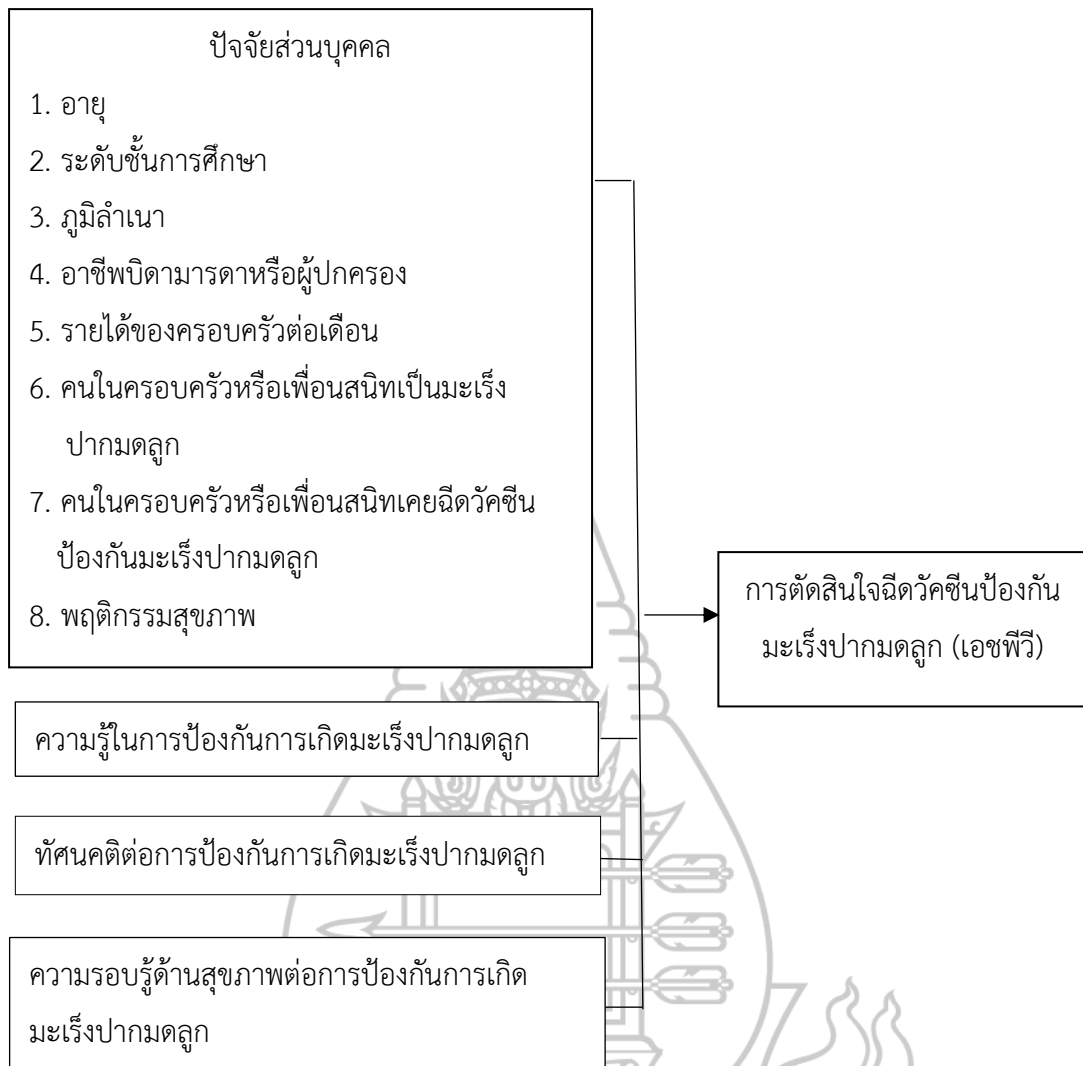 ปัจจัยส่วนบุคคล
1. อายุ
2. ระดับชั้นการศึกษา
3. ภูมิลำเนา
4. อาชีพบิดามารดาหรือผู้ปกครอง
5. รายได้ของครอบครัวต่อเดือน
6. คนในครอบครัวหรือเพื่อนสนิทเป็นมะเร็ง
ปากมดลูก
7. คนในครอบครัวหรือเพื่อนสนิทเคยฉีดวัคซีน
ป้องกันมะเร็งปากมดลูก
8. พฤติกรรมสุขภาพ
ความรู้ในการป้องกันการเกิดมะเร็งปากมดลูก
ทัศนคติต่อการป้องกันการเกิดมะเร็งปากมดลูก
ความรอบรู้ด้านสุขภาพต่อการป้องกันการเกิด
มะเร็งปากมดลูก
การตัดสินใจฉีดวัคซีนป้องกัน
มะเร็งปากมดลูก (เอชพีวี)